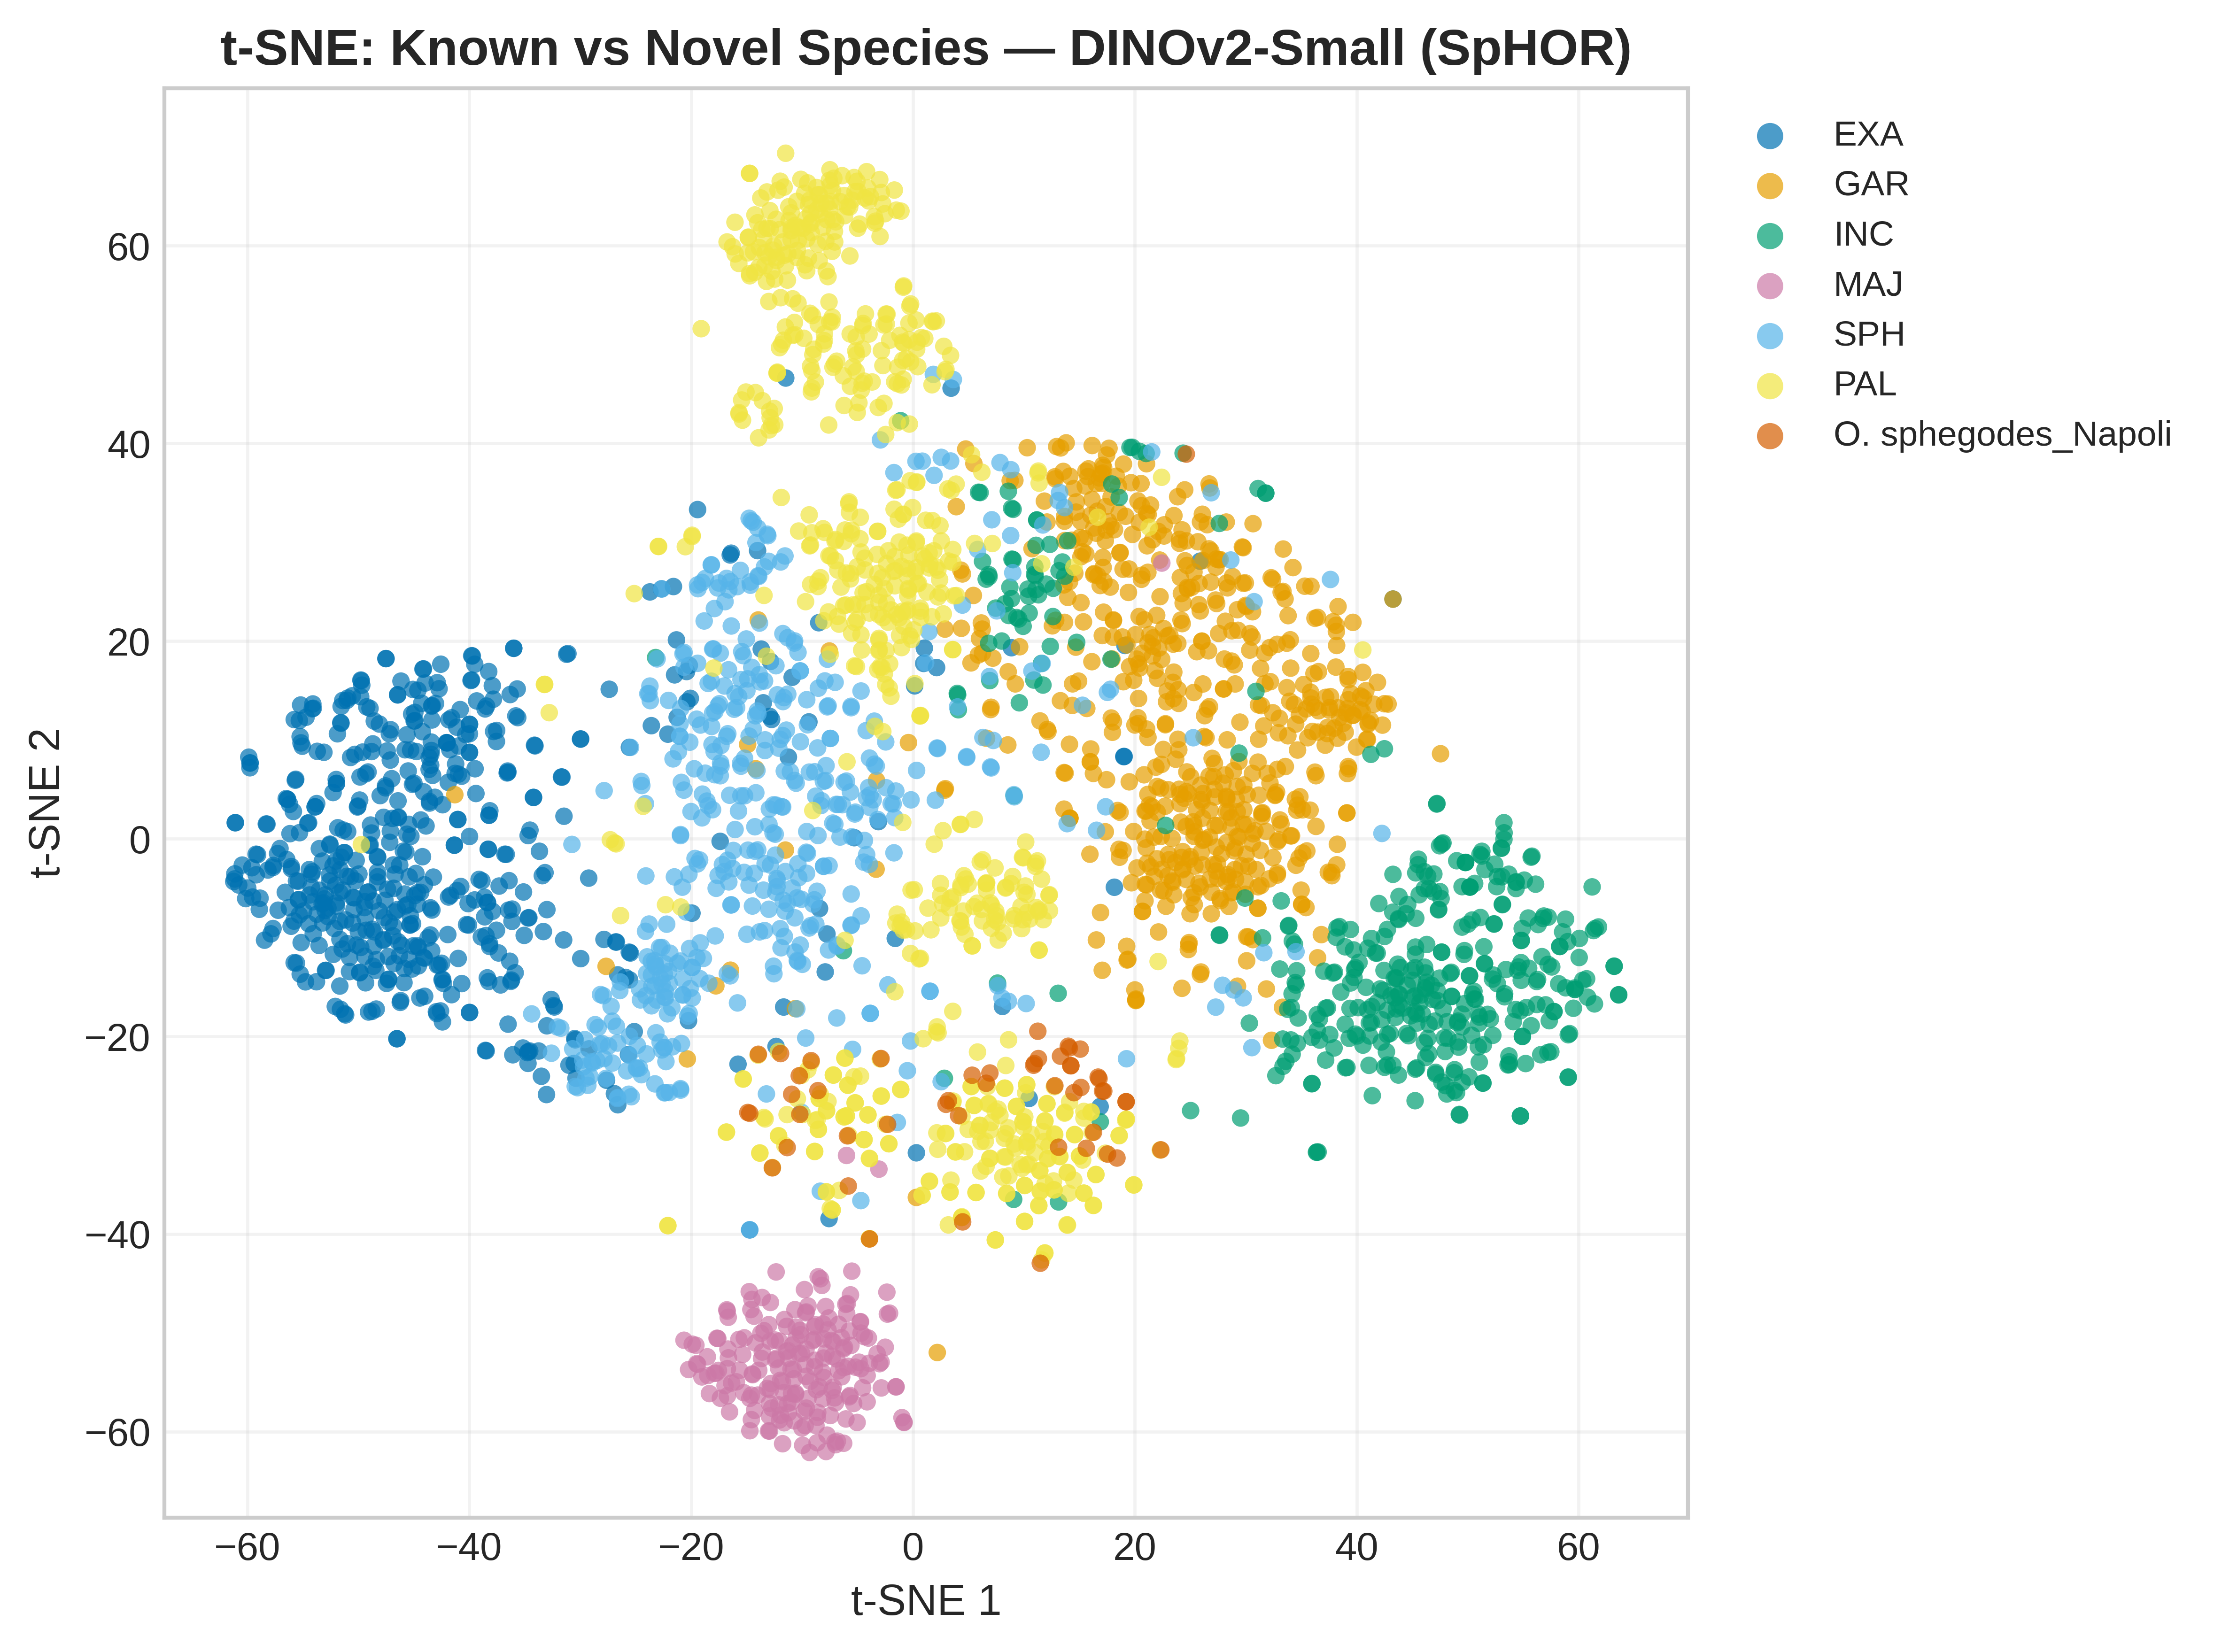 t-SNE: Known vs Novel Species — DINOv2-Small (SpHOR)
EXA
GAR
INC
MAJ
SPH
PAL
O. sphegodes_Napoli
t-SNE 2
60
40
20
0
−20
−40
−60
−60 −40 −20 0 20 40 60
t-SNE 1